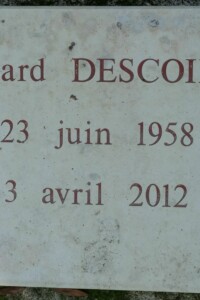 ard DESCOI
23 juin 1958
3 avril 2012